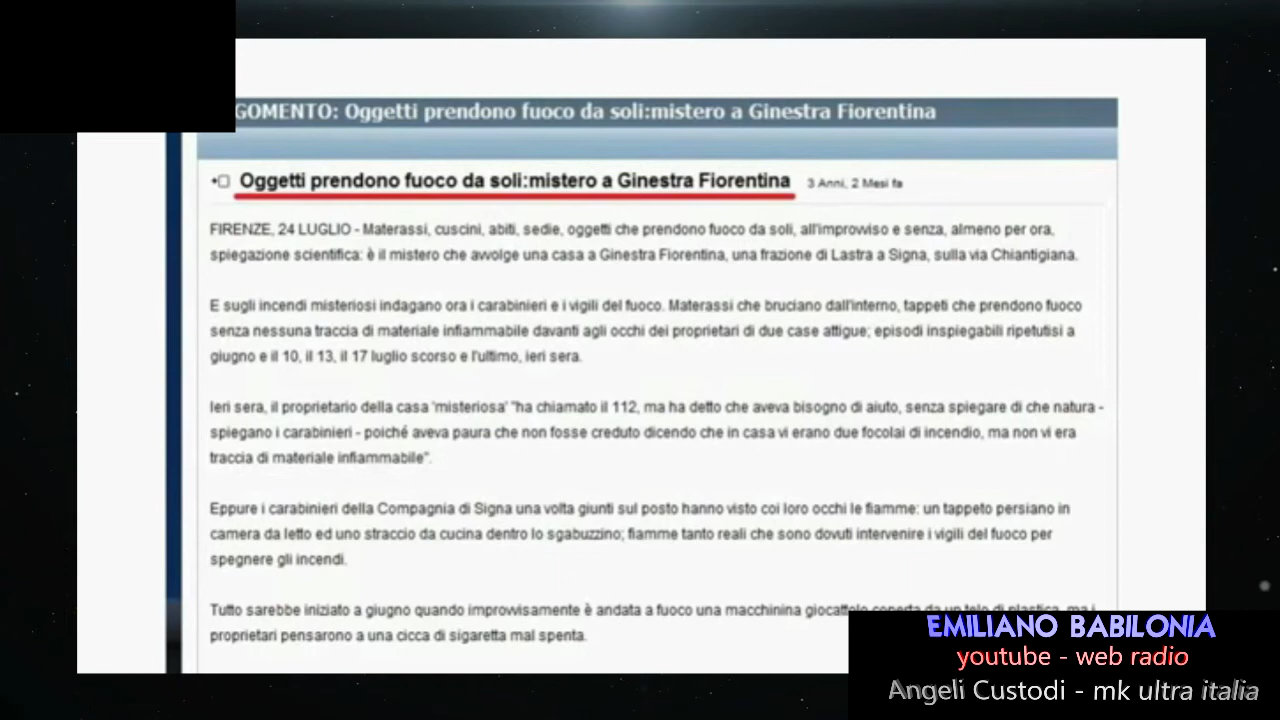 GOMENTO: Oggetti prendono fuoco da soli:mistero a Ginestra Fiorentina
Oggetti prendono fuoco da soli:mistero a Ginestra Fiorentina 3 Anni, 2 Mesi fa
FIRENZE, 24 LUGLIO - Materassi, cuscini, abiti, sedie, oggetti che prendono fuoco da soli, all'improvviso e senza, almeno per ora,
spiegazione scientifica: è il mistero che avvolge una casa a Ginestra Fiorentina, una frazione di Lastra a Signa, sulla via Chiantigiana.
E sugli incendi misteriosi indagano ora i carabinieri e i vigili del fuoco. Materassi che bruciano dall'interno, tappeti che prendono fuoco
senza nessuna traccia di materiale infiammabile davanti agli occhi dei proprietari di due case attigue; episodi inspiegabili ripetutisi a
giugno e il 10, il 13, il 17 luglio scorso e l'ultimo, ieri sera.
Ieri sera, il proprietario della casa 'misteriosa' "ha chiamato il 112, ma ha detto che aveva bisogno di aiuto, senza spiegare di che natura -
spiegano i carabinieri - poiché aveva paura che non fosse creduto dicendo che in casa vi erano due focolai di incendio, ma non vi era
traccia di materiale infiammabile".
Eppure i carabinieri della Compagnia di Signa una volta giunti sul posto hanno visto coi loro occhi le fiamme: un tappeto persiano in
camera da letto ed uno straccio da cucina dentro lo sgabuzzino; fiamme tanto reali che sono dovuti intervenire i vigili del fuoco per
spegnere gli incendi.
Tutto sarebbe iniziato a giugno quando improvvisamente è andata a fuoco una macchinina giocattolo coperta da un telo di plastica, ma i
proprietari pensarono a una cicca di sigaretta mal spenta.
EMILIANO BABILONIA
youtube - web radio
Angeli Custodi - mk ultra italia